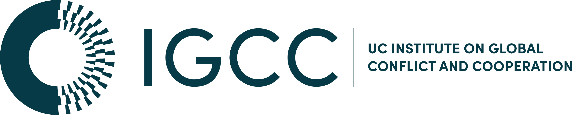 IGCC
UC INSTITUTE ON GLOBAL
CONFLICT AND COOPERATION